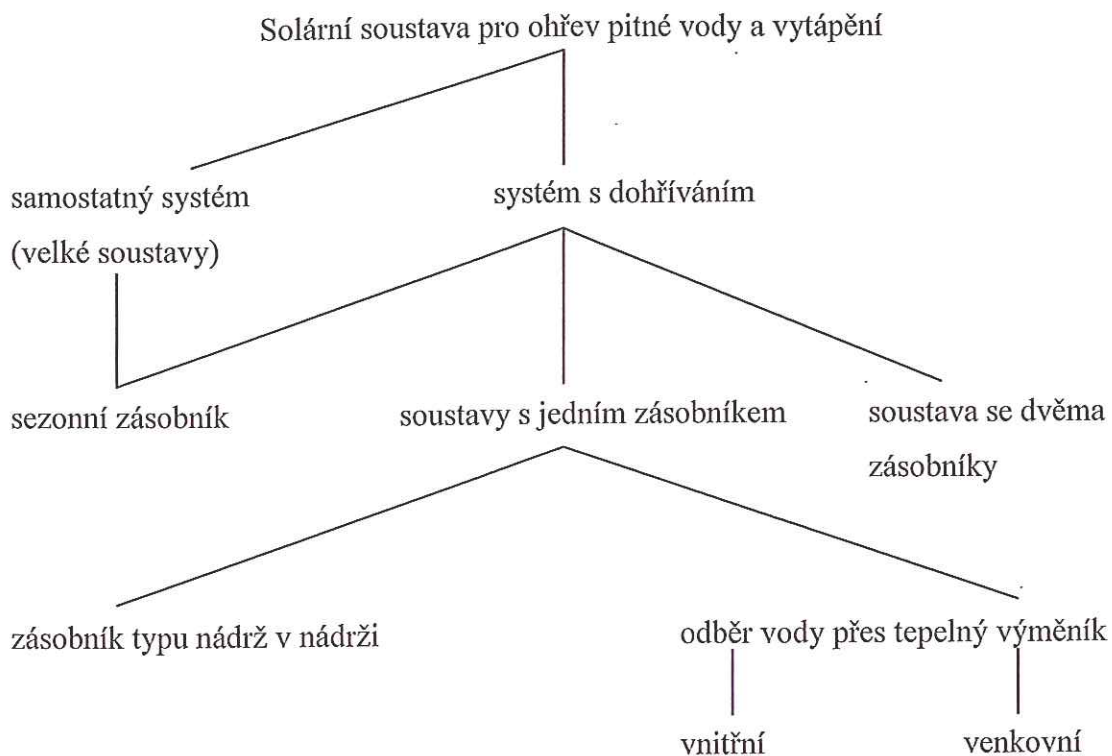 Solární soustava pro ohřev pitné vody a vytápění
samostatný systém
(velké soustavy)
systém s dohříváním
sezonní zásobník
soustavy s jedním zásobníkem
soustava se dvěma
zásobníky
zásobník typu nádrž v nádrži
odběr vody přes tepelný výměník
vnitřní
venkovní